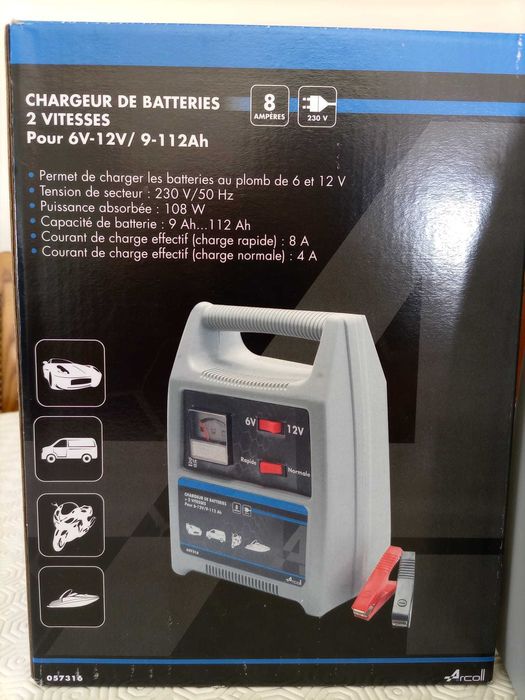 CHARGEUR DE BATTERIES
2 VITESSES
Pour 6V-12V/ 9-112Ah
8
AMPÈRES
230 V
• Permet de charger les batteries au plomb de 6 et 12 V
• Tension de secteur : 230 V/50 Hz
• Puissance absorbée : 108 W
• Capacité de batterie : 9 Ah...112 Ah
• Courant de charge effectif (charge rapide) : 8 A
• Courant de charge effectif (charge normale) : 4 A
6V 12V
Rapide Normale
CHARGEUR DE BATTERIES
2 VITESSES
Pour 6-12V/9-112 Ah
Arcoll
057316
Arcoll